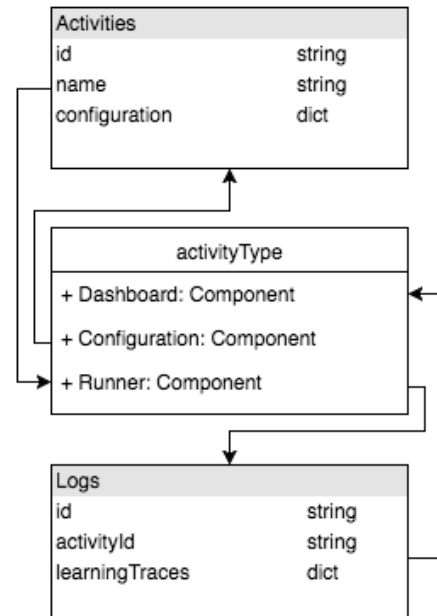 Activities
id string
name string
configuration dict
activityType
+ Dashboard: Component
+ Configuration: Component
+ Runner: Component
Logs
id string
activityId string
learningTraces dict